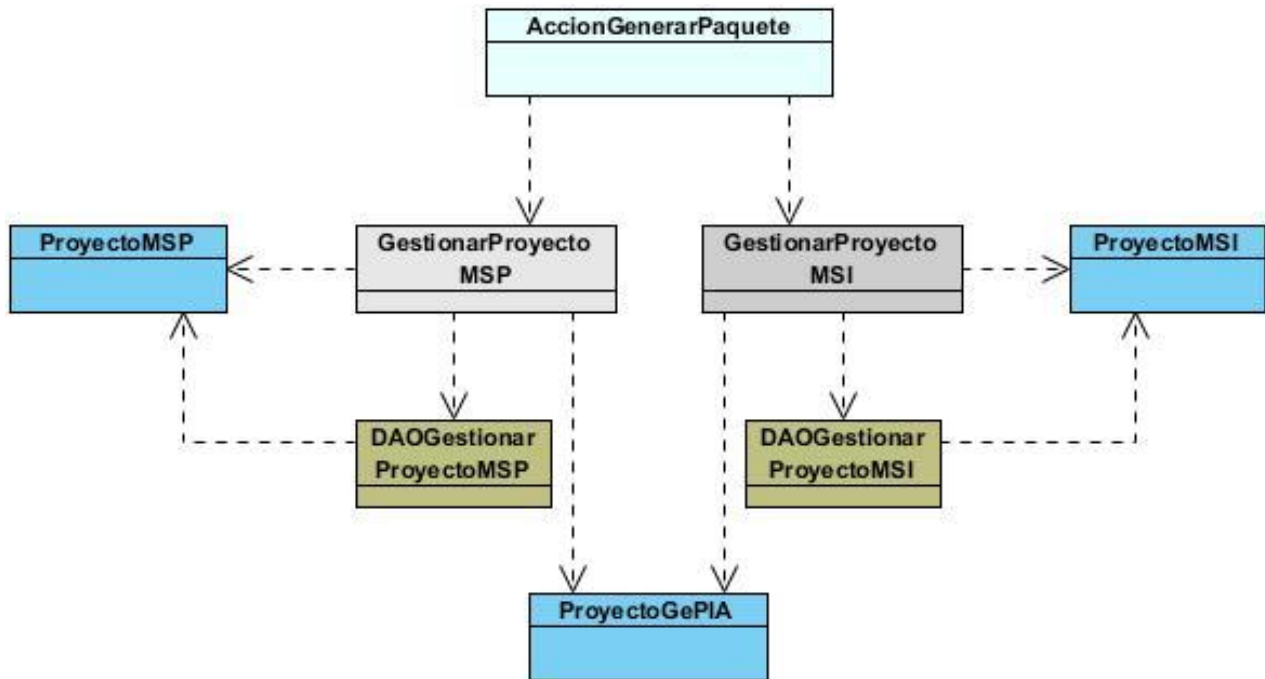 AccionGenerarPaquete
ProyectoMSP
GestionarProyecto
MSP
GestionarProyecto
MSI
ProyectoMSI
DAOGestionar
ProyectoMSP
DAOGestionar
ProyectoMSI
ProyectoGePIA